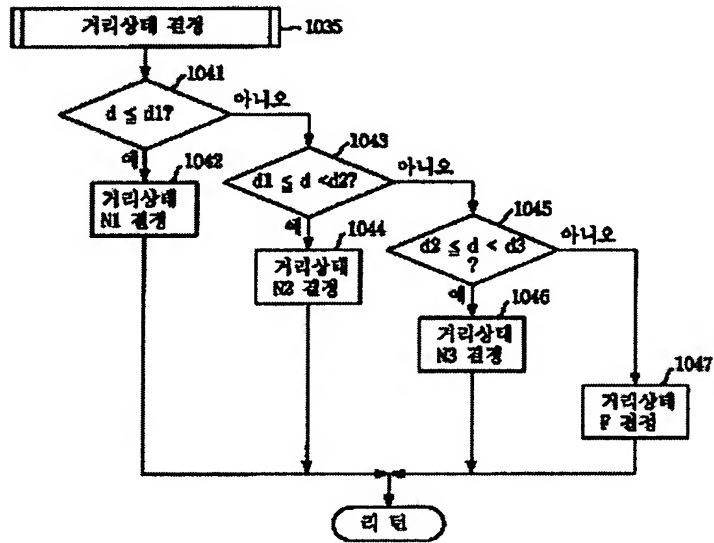 거리상태 결정
1035
1041
d ≦ d1?
아니오
예
1042
거리상태
N1 결정
1043
d1 ≦ d <d2?
아니오
예
1044
거리상태
N2 결정
1045
d2 ≦ d < d3
?
아니오
예
1046
거리상태
N3 결정
1047
거리상태
F 결정
리 턴